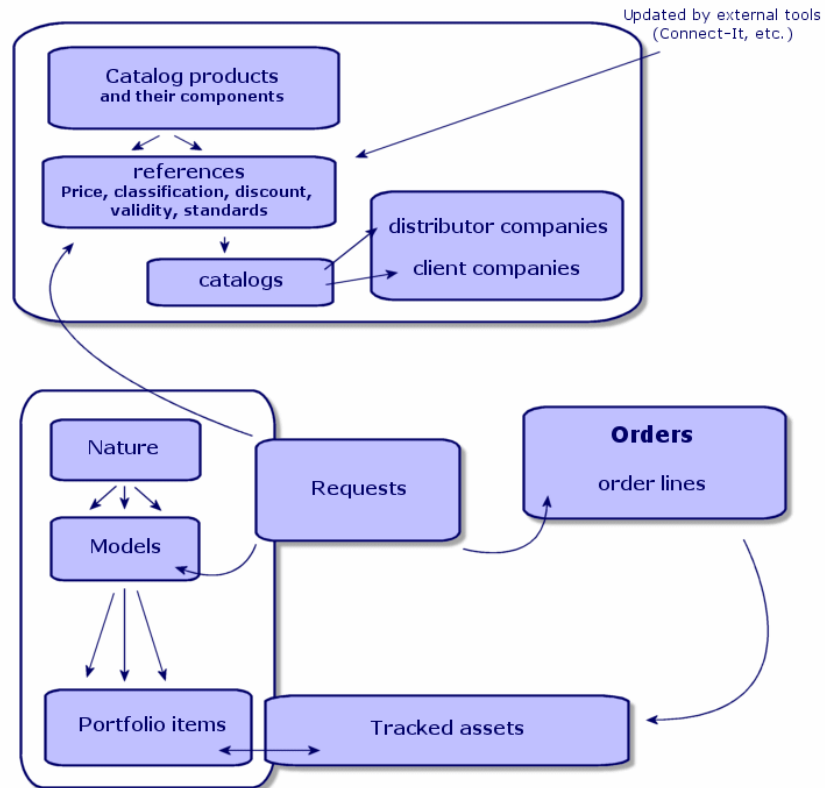 Updated by external tools
(Connect-It, etc.)
Catalog products
and their components
references
Price, classification, discount,
validity, standards
distributor companies
client companies
catalogs
Nature
Requests
Orders
order lines
Models
Portfolio items
Tracked assets